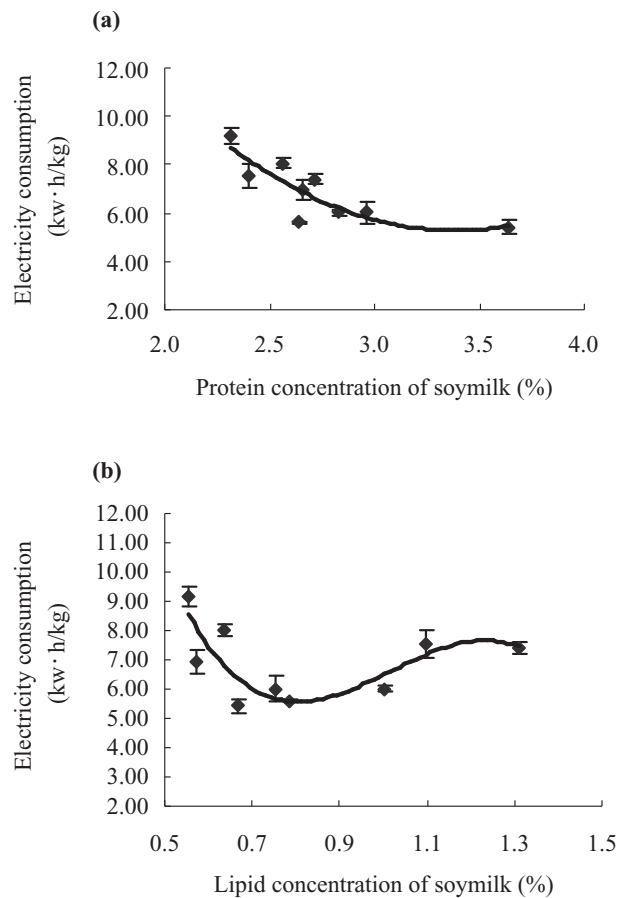 (a)
12.00
10.00
8.00
6.00
4.00
2.00
Electricity consumption
(kw·h/kg)
2.0 2.5 3.0 3.5 4.0
Protein concentration of soymilk (%)
(b)
12.00
11.00
10.00
9.00
8.00
7.00
6.00
5.00
4.00
3.00
2.00
Electricity consumption
(kw·h/kg)
0.5 0.7 0.9 1.1 1.3 1.5
Lipid concentration of soymilk (%)